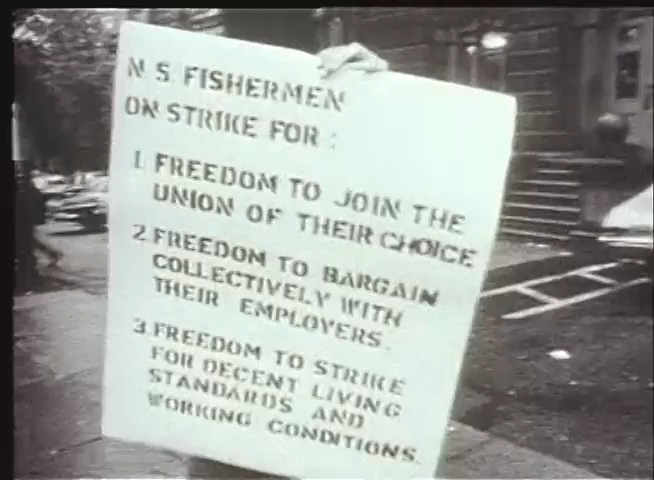 N S FISHERMEN
ON STRIKE FOR :
1. FREEDOM TO JOIN THE
UNION OF THEIR CHOICE
2. FREEDOM TO BARGAIN
COLLECTIVELY WITH
THEIR EMPLOYERS.
3. FREEDOM TO STRIKE
FOR DECENT LIVING
STANDARDS AND
WORKING CONDITIONS.